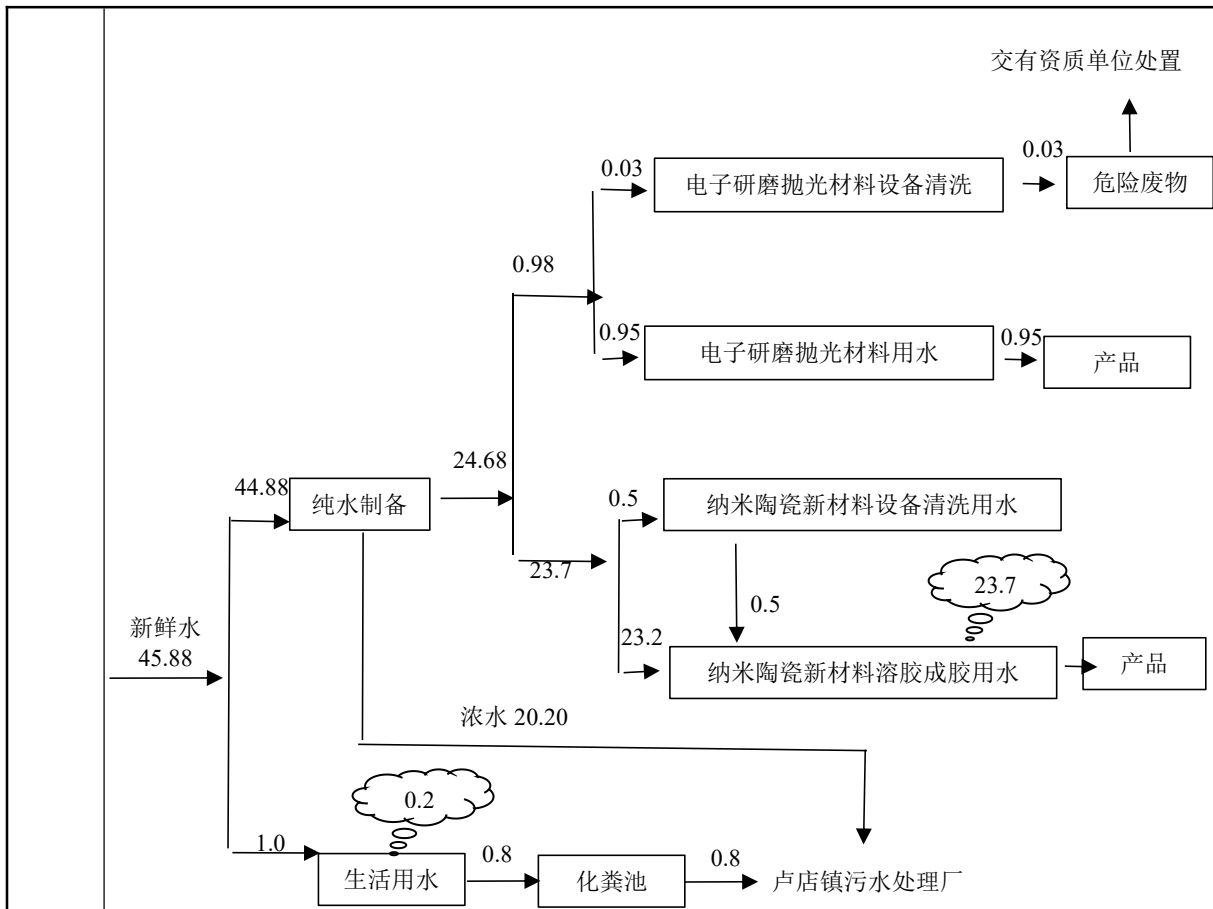 交有资质单位处置
0.03
电子研磨抛光材料设备清洗
0.03
危险废物
0.98
0.95
电子研磨抛光材料用水
0.95
产品
24.68
44.88
纯水制备
0.5
纳米陶瓷新材料设备清洗用水
23.7
0.5
23.7
23.2
新鲜水
45.88
纳米陶瓷新材料溶胶成胶用水
产品
浓水 20.20
0.2
1.0
生活用水
0.8
化粪池
0.8
卢店镇污水处理厂